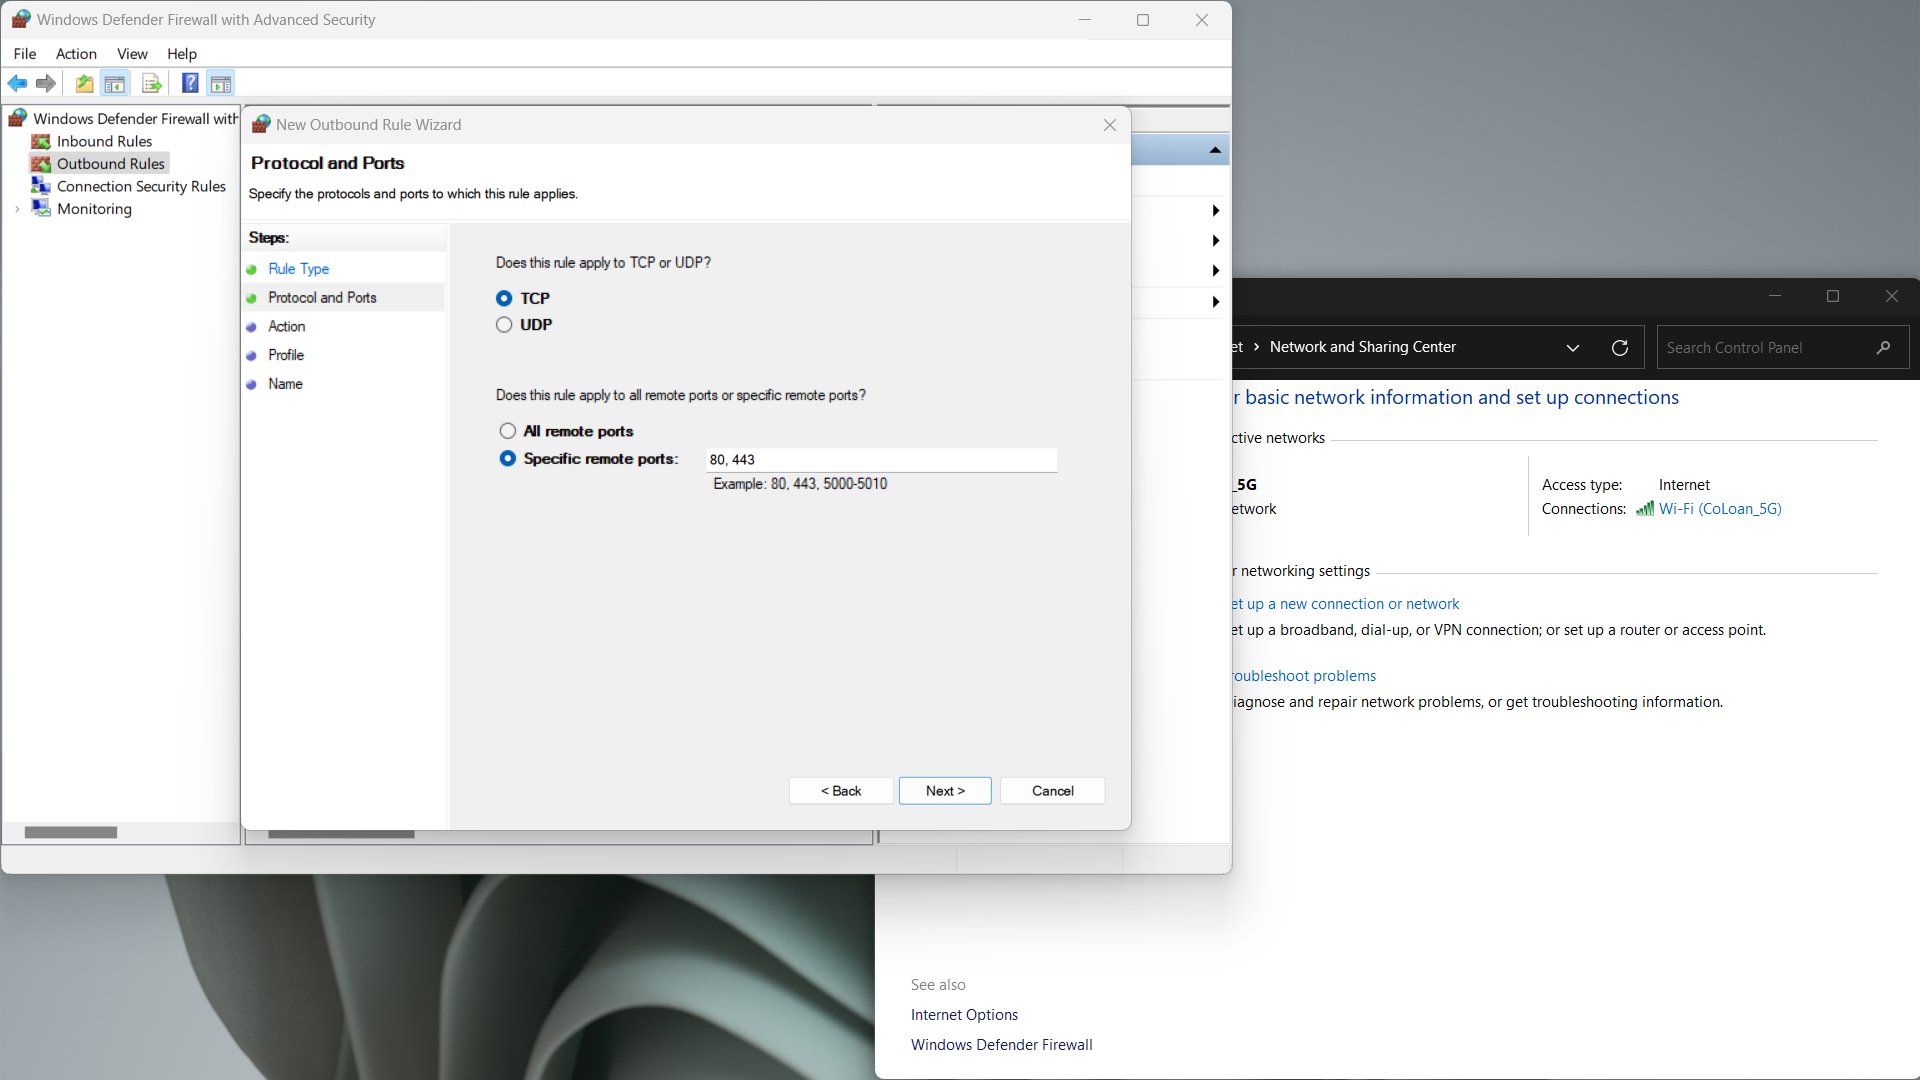 Windows Defender Firewall with Advanced Security
File Action View Help
Windows Defender Firewall with
Inbound Rules
Outbound Rules
Connection Security Rules
Monitoring
New Outbound Rule Wizard
Protocol and Ports
Specify the protocols and ports to which this rule applies.
Steps:
Rule Type
Protocol and Ports
Action
Profile
Name
Does this rule apply to TCP or UDP?
TCP
UDP
Does this rule apply to all remote ports or specific remote ports?
All remote ports
Specific remote ports: 80, 443
Example: 80, 443, 5000-5010
< Back Next > Cancel
et › Network and Sharing Center
Search Control Panel
r basic network information and set up connections
ctive networks
_5G
etwork
Access type: Internet
Connections: Wi-Fi (CoLoan_5G)
r networking settings
et up a new connection or network
et up a broadband, dial-up, or VPN connection; or set up a router or access point.
roubleshoot problems
iagnose and repair network problems, or get troubleshooting information.
See also
Internet Options
Windows Defender Firewall